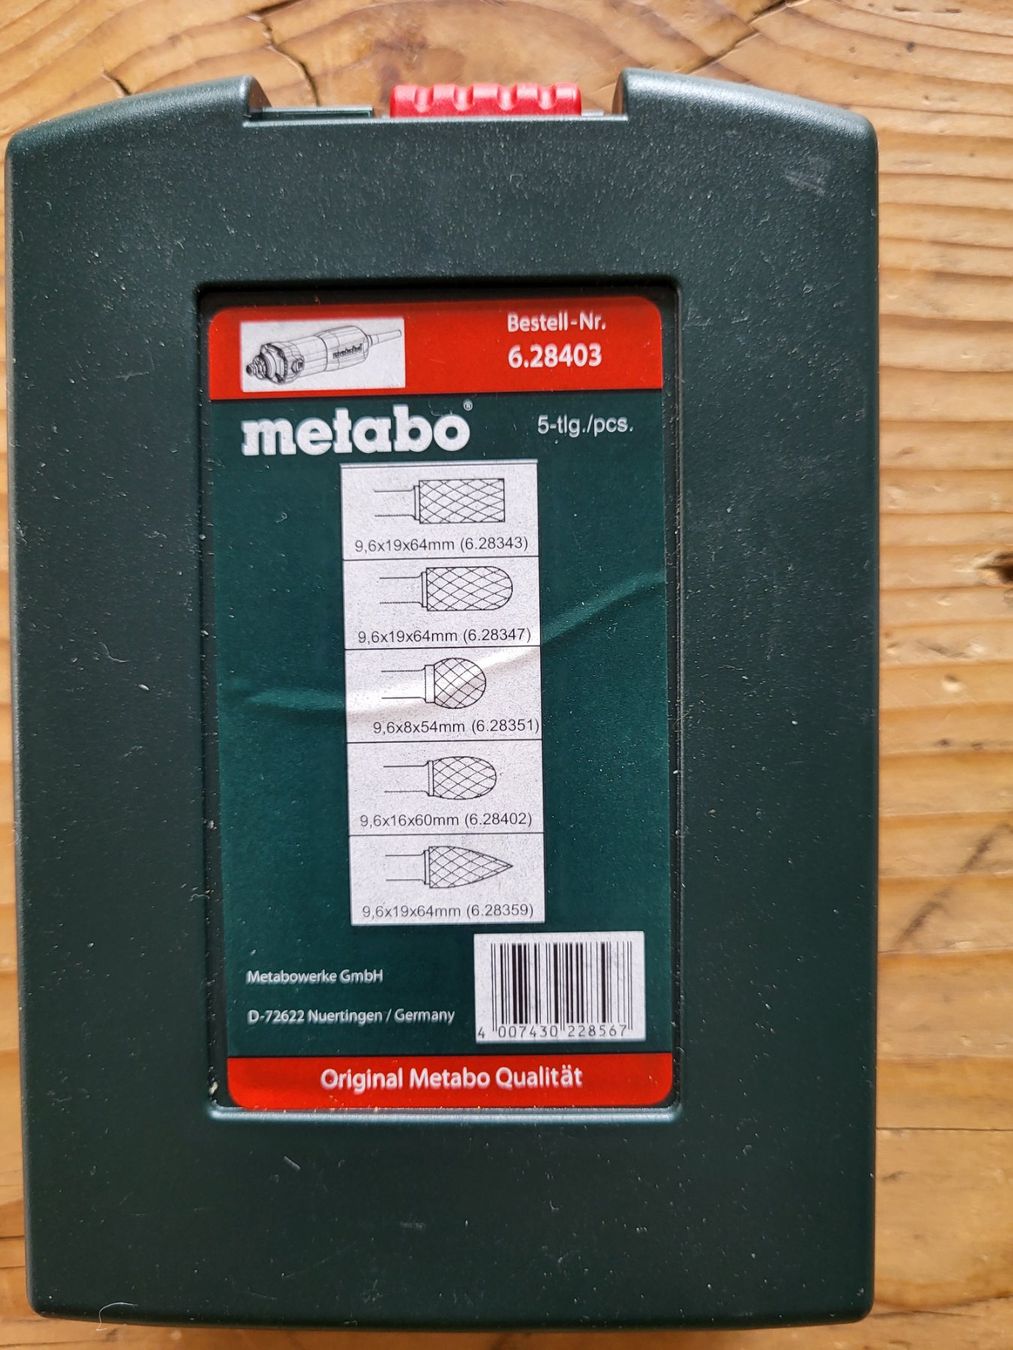 metabo
Bestell-Nr.
6.28403
metabo®
5-tlg./pcs.
9,6x19x64mm (6.28343)
9,6x19x64mm (6.28347)
9,6x8x54mm (6.28351)
9,6x16x60mm (6.28402)
9,6x19x64mm (6.28359)
Metabowerke GmbH
D-72622 Nuertingen / Germany
4 007430 228567
Original Metabo Qualität